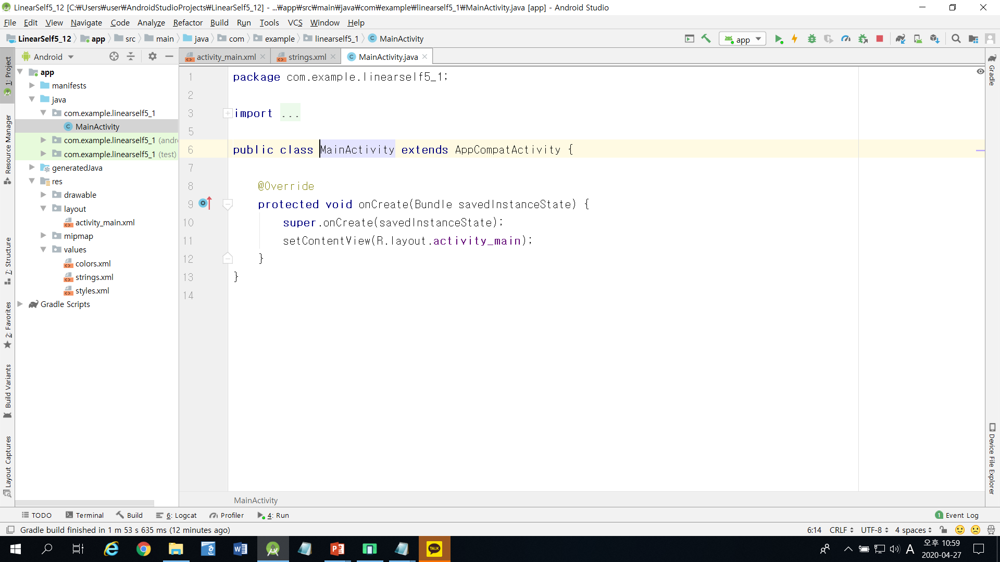 LinearSelf5_12 [C:₩Users₩user₩AndroidStudioProjects₩LinearSelf5_12] - ...₩app₩src₩main₩java₩com₩example₩linearself5_1₩MainActivity.java [app] - Android Studio
File Edit View Navigate Code Analyze Refactor Build Run Tools VCS Window Help
LinearSelf5_12 app src main java com example linearself5_1 MainActivity
app
Android
activity_main.xml strings.xml MainActivity.java
app
manifests
java
com.example.linearself5_1
MainActivity
com.example.linearself5_1 (andr
com.example.linearself5_1 (test)
generatedJava
res
drawable
layout
activity_main.xml
mipmap
values
colors.xml
strings.xml
styles.xml
Gradle Scripts
1: Project
Resource Manager
7: Structure
2: Favorites
Build Variants
Layout Captures
1 package com.example.linearself5_1;
2
3 import ...
5
6 public class MainActivity extends AppCompatActivity {
7
8 @Override
9 protected void onCreate(Bundle savedInstanceState) {
10 super.onCreate(savedInstanceState);
11 setContentView(R.layout.activity_main);
12 }
13 }
14
Gradle
Device File Explorer
MainActivity
TODO Terminal Build 6: Logcat Profiler 4: Run 1 Event Log
Gradle build finished in 1 m 53 s 635 ms (12 minutes ago) 6:14 CRLF UTF-8 4 spaces
TALK
A
오후 10:59
2020-04-27